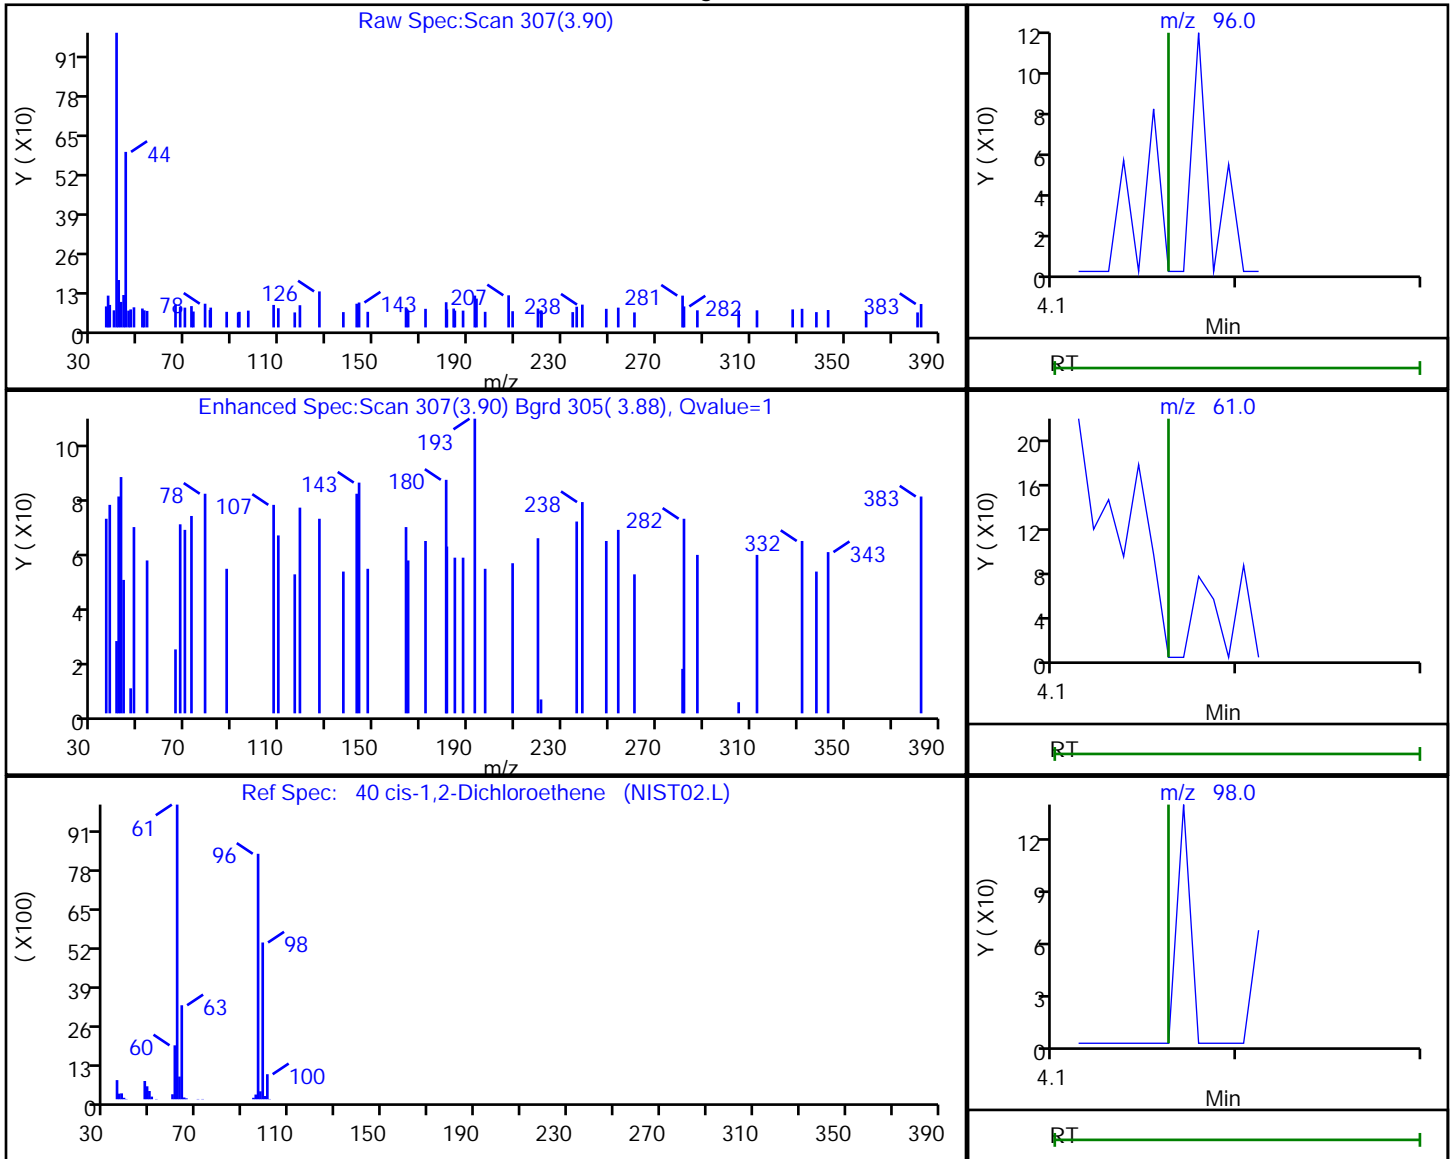 Raw Spec:Scan 307(3.90)
Y ( X10)
91
78
65
52
39
26
13
0
44
78
126
143
207
238
281
282
383
30 70 110 150 190 230 270 310 350 390
m/z
m/z 96.0
Y ( X10)
12
10
8
6
4
2
0
4.1
Min
RT
Enhanced Spec:Scan 307(3.90) Bgrd 305( 3.88), Qvalue=1
Y ( X10)
10
8
6
4
2
0
78
107
143
180
193
238
282
332
343
383
30 70 110 150 190 230 270 310 350 390
m/z
m/z 61.0
Y ( X10)
20
16
12
8
4
0
4.1
Min
RT
Ref Spec: 40 cis-1,2-Dichloroethene (NIST02.L)
( X100)
91
78
65
52
39
26
13
0
61
96
98
63
60
100
30 70 110 150 190 230 270 310 350 390
m/z 98.0
Y ( X10)
12
9
6
3
0
4.1
Min
RT